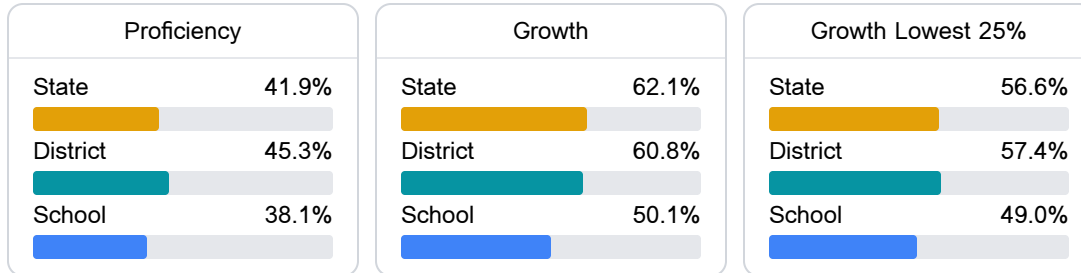 Proficiency
State 41.9%
District 45.3%
School 38.1%
Growth
State 62.1%
District 60.8%
School 50.1%
Growth Lowest 25%
State 56.6%
District 57.4%
School 49.0%